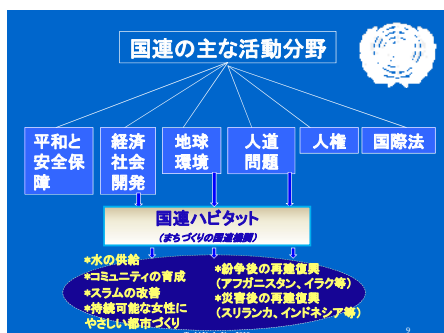 国連の主な活動分野
平和と
安全保
障
経済
社会
開発
地球
環境
人道
問題
人権
国際法
国連ハビタット
(まちづくりの国連機関)
*水の供給
*コミュニティの育成
*スラムの改善
*持続可能な女性に
やさしい都市づくり
*紛争後の再建復興
(アフガニスタン、イラク等)
*災害後の再建復興
(スリランカ、インドネシア等)
9